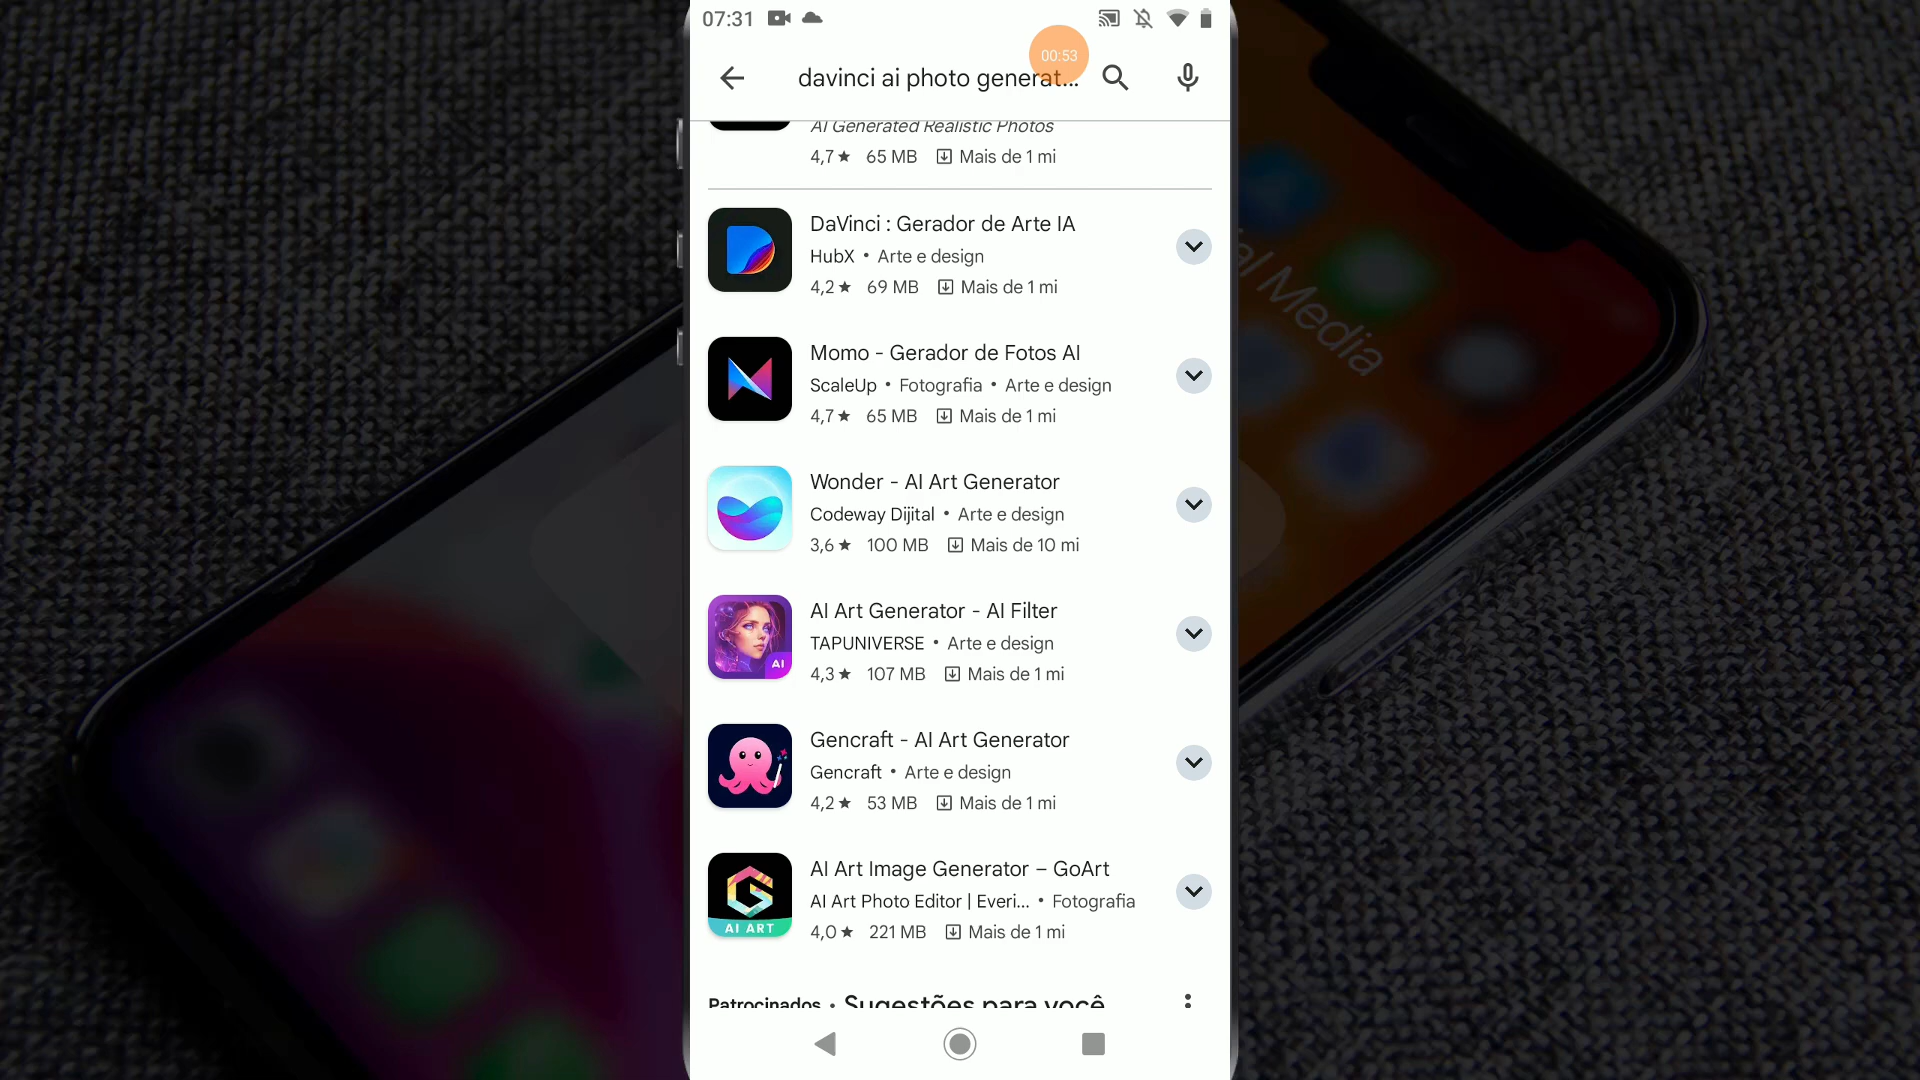 07:31
00:53
davinci ai photo generat...
AI Generated Realistic Photos
4,7★ 65 MB Mais de 1 mi
DaVinci : Gerador de Arte IA
HubX • Arte e design
4,2★ 69 MB Mais de 1 mi
Momo - Gerador de Fotos AI
ScaleUp • Fotografia • Arte e design
4,7★ 65 MB Mais de 1 mi
Wonder - AI Art Generator
Codeway Dijital • Arte e design
3,6★ 100 MB Mais de 10 mi
AI Art Generator - AI Filter
TAPUNIVERSE • Arte e design
AI
4,3★ 107 MB Mais de 1 mi
Gencraft - AI Art Generator
Gencraft • Arte e design
4,2★ 53 MB Mais de 1 mi
AI Art Image Generator – GoArt
AI Art Photo Editor | Everi... • Fotografia
AI ART
4,0★ 221 MB Mais de 1 mi
Patrocinados • Sugestões para você
Media